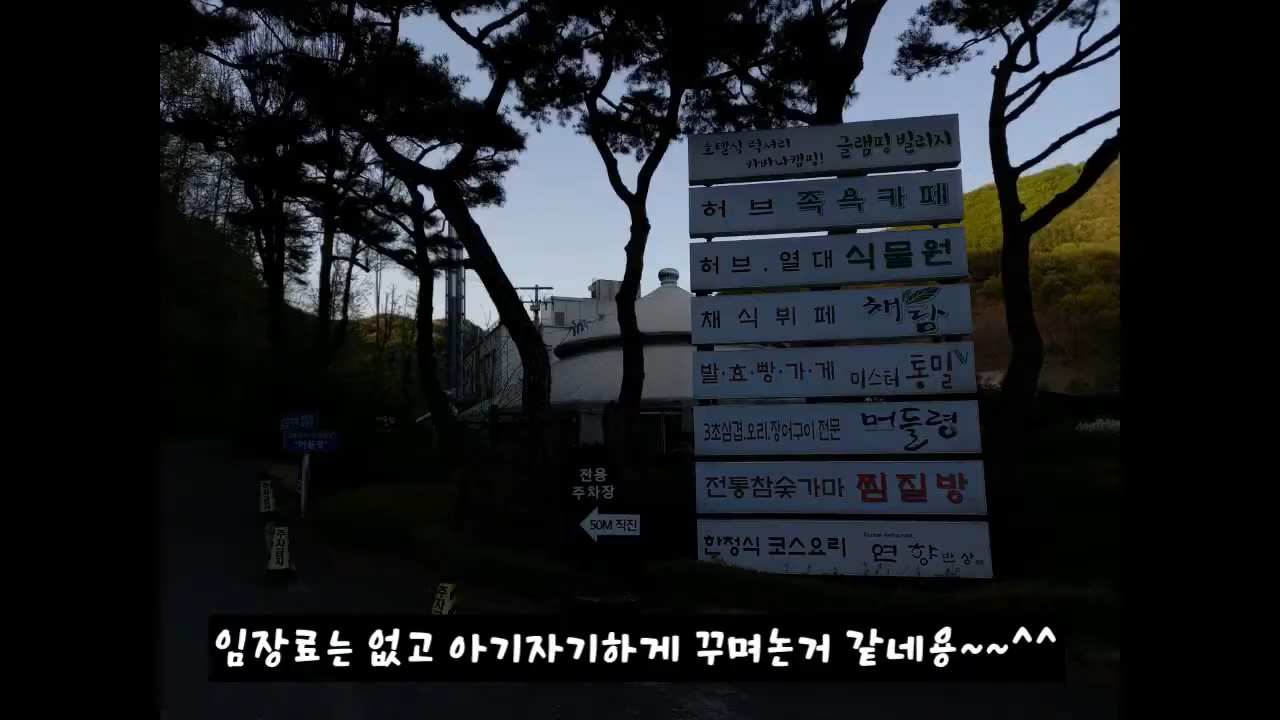 호텔식 럭셔리
카바나캠핑! 글램핑 빌리지
허브 족욕카페
허브.열대 식물원
채식뷔페 채담
발·효·빵·가·게 미스터 통밀
3초삼겹.오리.장어구이 전문 머들령
전통참숯가마 찜질방
Korean Restaurant
한정식 코스요리 연향밥상
전용
주차장
50M 직진
임장료는 없고 아기자기하게 꾸며논거 같네용~~^^